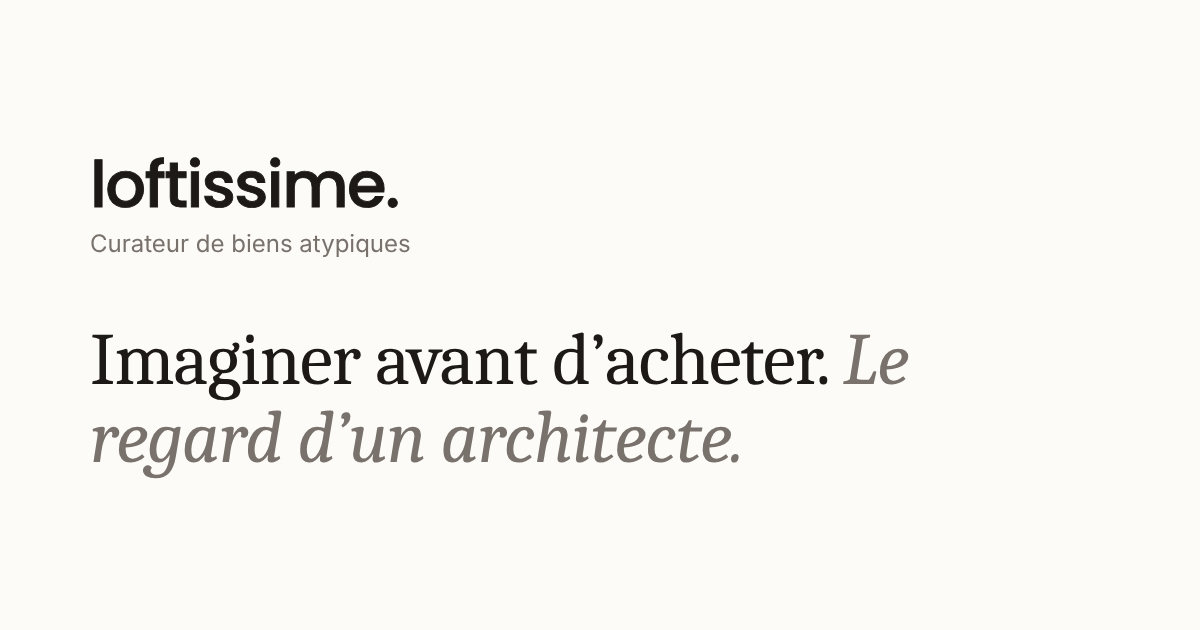 loftissime.
Curateur de biens atypiques
Imaginer avant d’acheter. Le
regard d’un architecte.